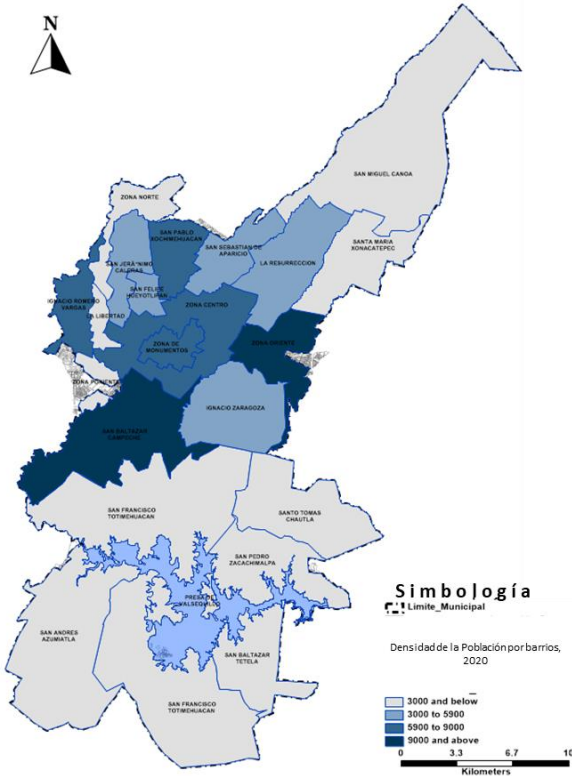 N
SAN MIGUEL CANOA
ZONA NORTE
SAN PABLO
XOCHIMEHUACAN
SAN SEBASTIAN DE
APARICIO
SANTA MARIA
XONACATEPEC
LA RESURRECCION
SAN JERA³NIMO
CALERAS
SAN FELIPE
HUEYOTLIPAN
IGNACIO ROMERO
VARGAS
LA LIBERTAD
ZONA CENTRO
ZONA DE
MONUMENTOS
ZONA ORIENTE
ZONA PONIENTE
IGNACIO ZARAGOZA
SAN BALTAZAR
CAMPECHE
SAN FRANCISCO
TOTIMEHUACAN
SANTO TOMAS
CHAUTLA
SAN PEDRO
ZACACHIMALPA
PRESA DE
VALSEQUILLO
SAN ANDRES
AZUMIATLA
SAN BALTAZAR
TETELA
SAN FRANCISCO
TOTIMEHUACAN
Simbología
Limite_Municipal
Densidad de la Población por barrios,
2020
3000 and below
3000 to 5900
5900 to 9000
9000 and above
0 3.3 6.7 10
Kilometers